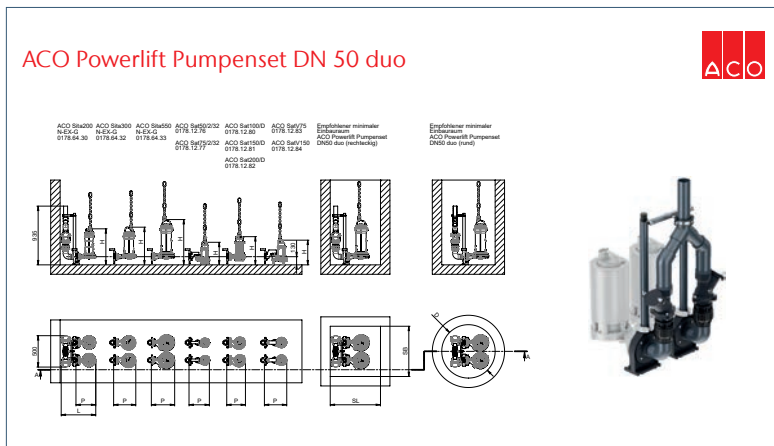 ACO Powerlift Pumpenset DN 50 duo
ACO
ACO Sita200
N-EX-G
0178.64.30
ACO Sita300
N-EX-G
0178.64.32
ACO Sita550
N-EX-G
0178.64.33
ACO Sat50/2/32
0178.12.76
ACO Sat75/2/32
0178.12.77
ACO Sat100/D
0178.12.80
ACO Sat150/D
0178.12.81
ACO Sat200/D
0178.12.82
ACO SatV75
0178.12.83
ACO SatV150
0178.12.84
Empfohlener minimaler
Einbauraum
ACO Powerlift Pumpenset
DN50 duo (rechteckig)
Empfohlener minimaler
Einbauraum
ACO Powerlift Pumpenset
DN50 duo (rund)
935
H
H
H
H
H
130
H
500
A
P
P
P
P
P
P
L
SB
SL
D
A